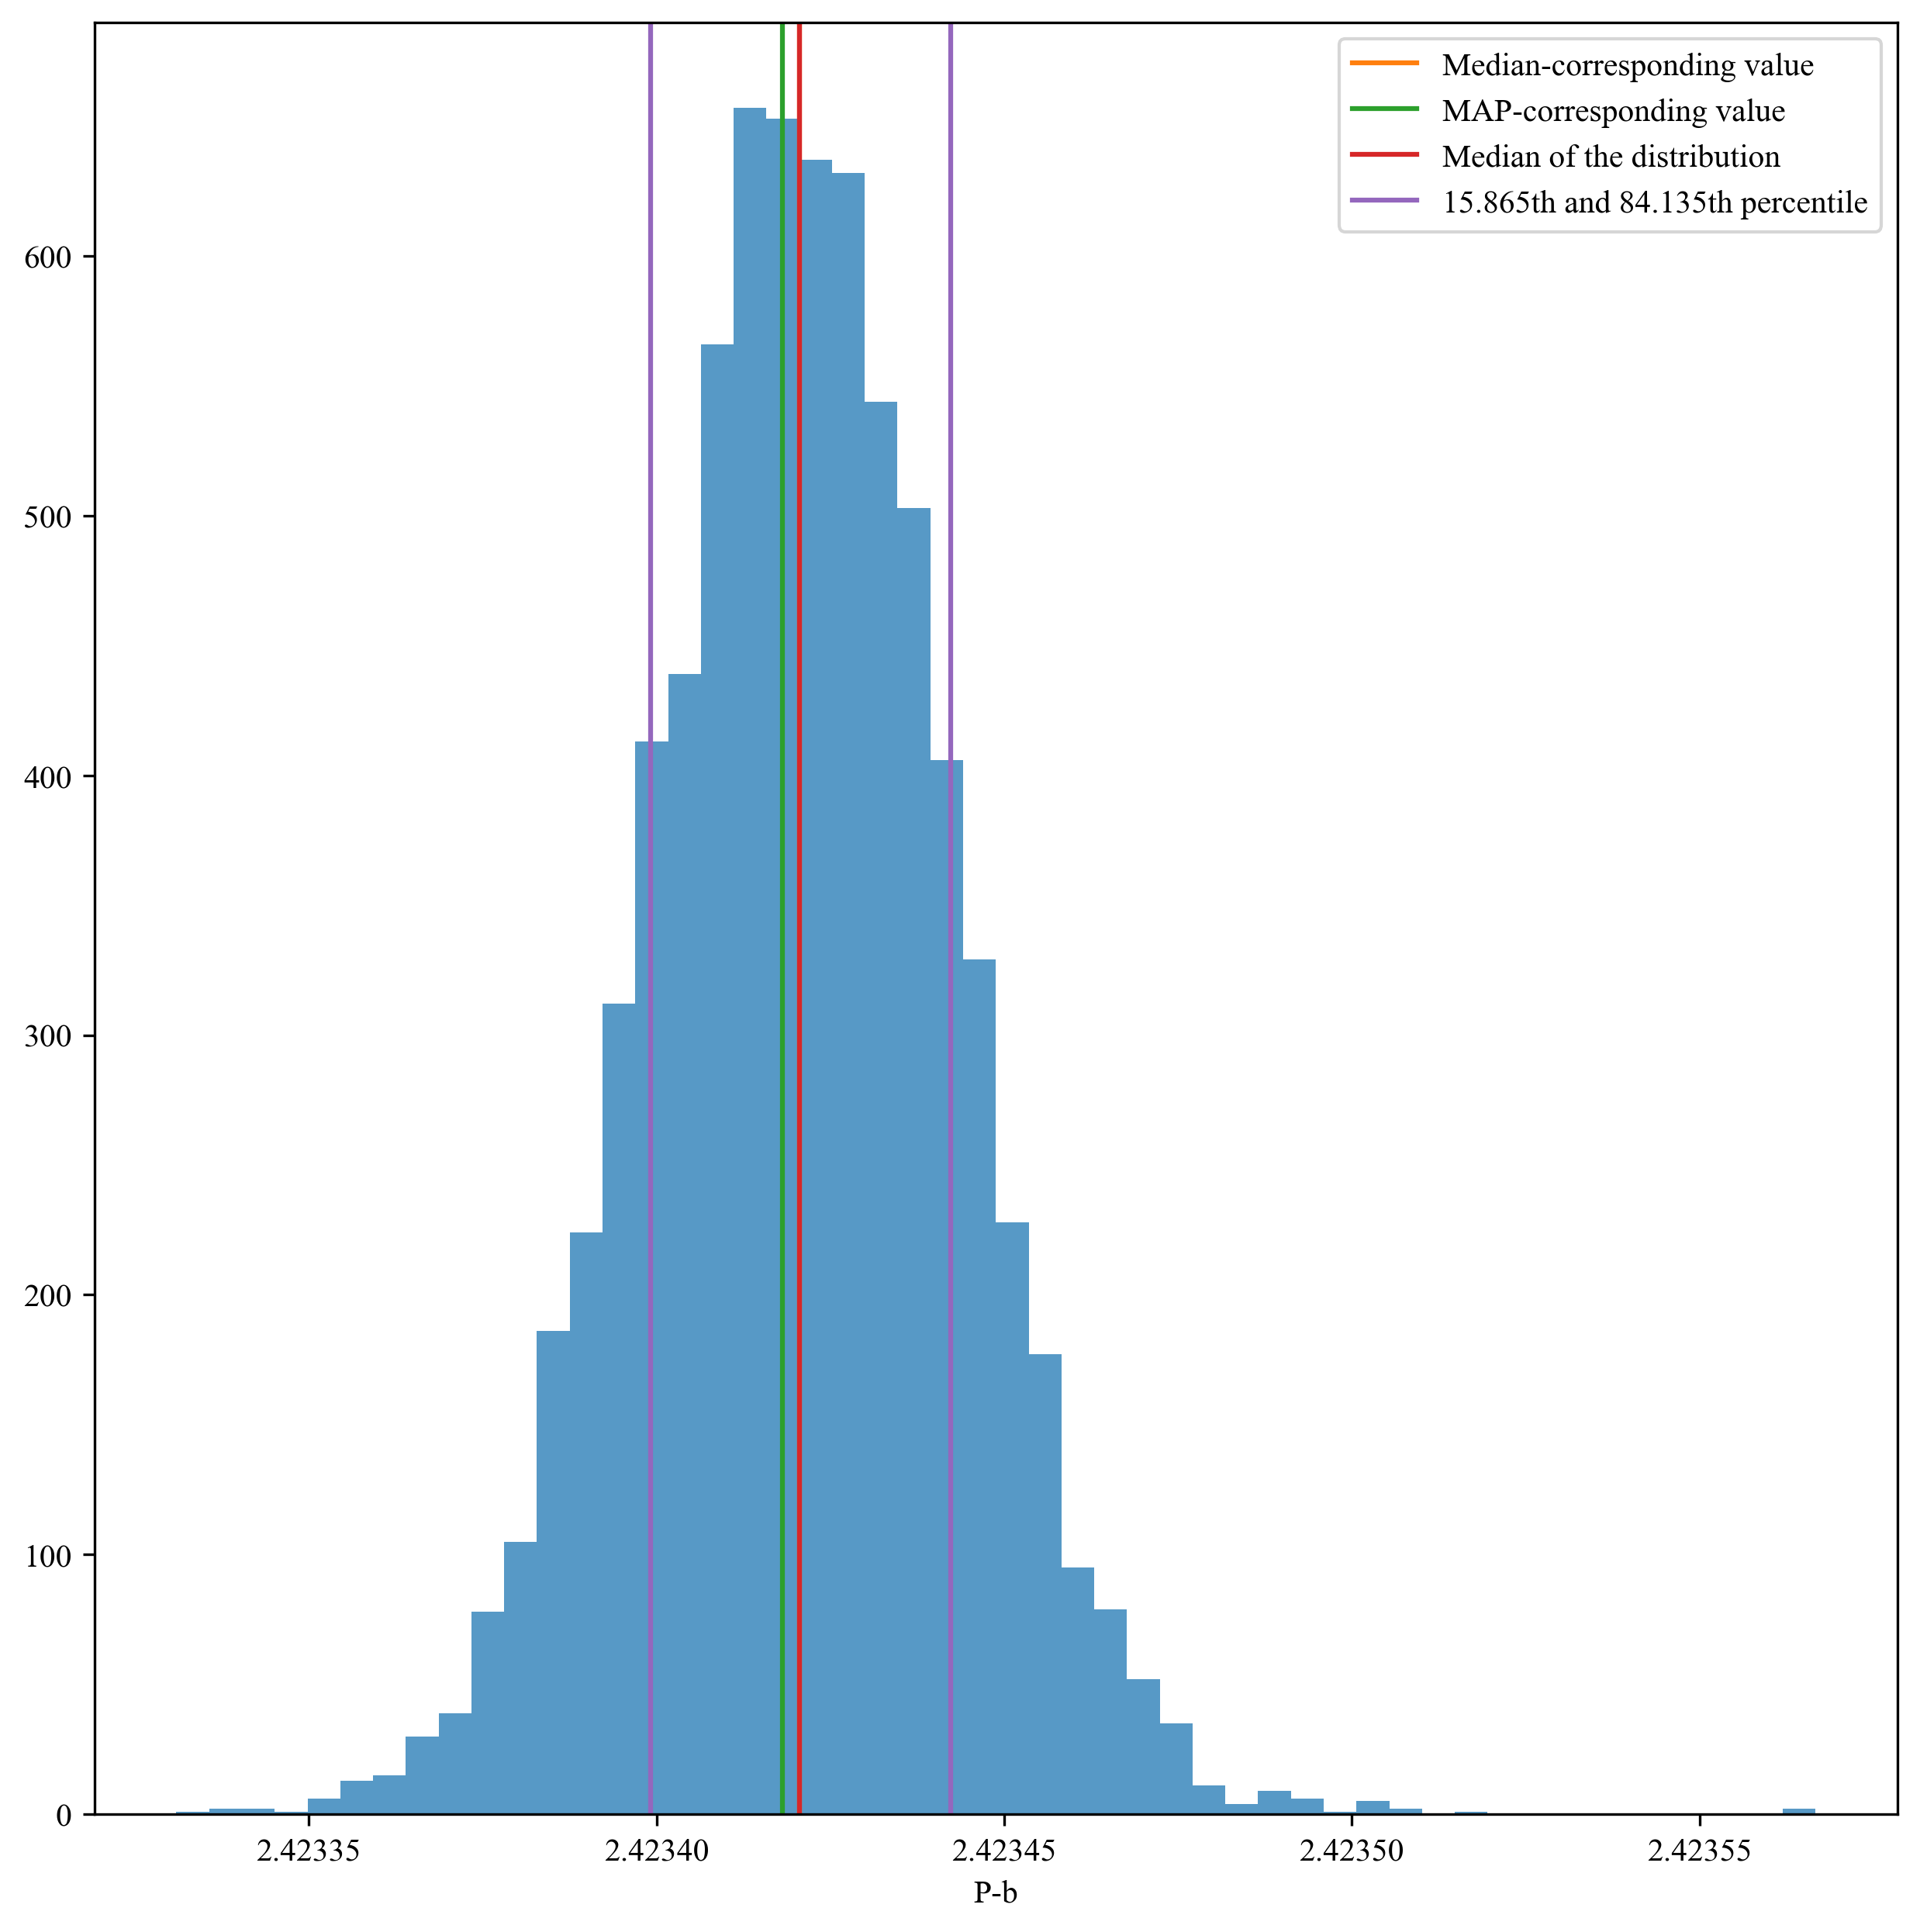 Median-corresponding value
MAP-corresponding value
Median of the distribution
15.865th and 84.135th percentile
600
500
400
300
200
100
0
2.42335 2.42340 2.42345 2.42350 2.42355
P-b